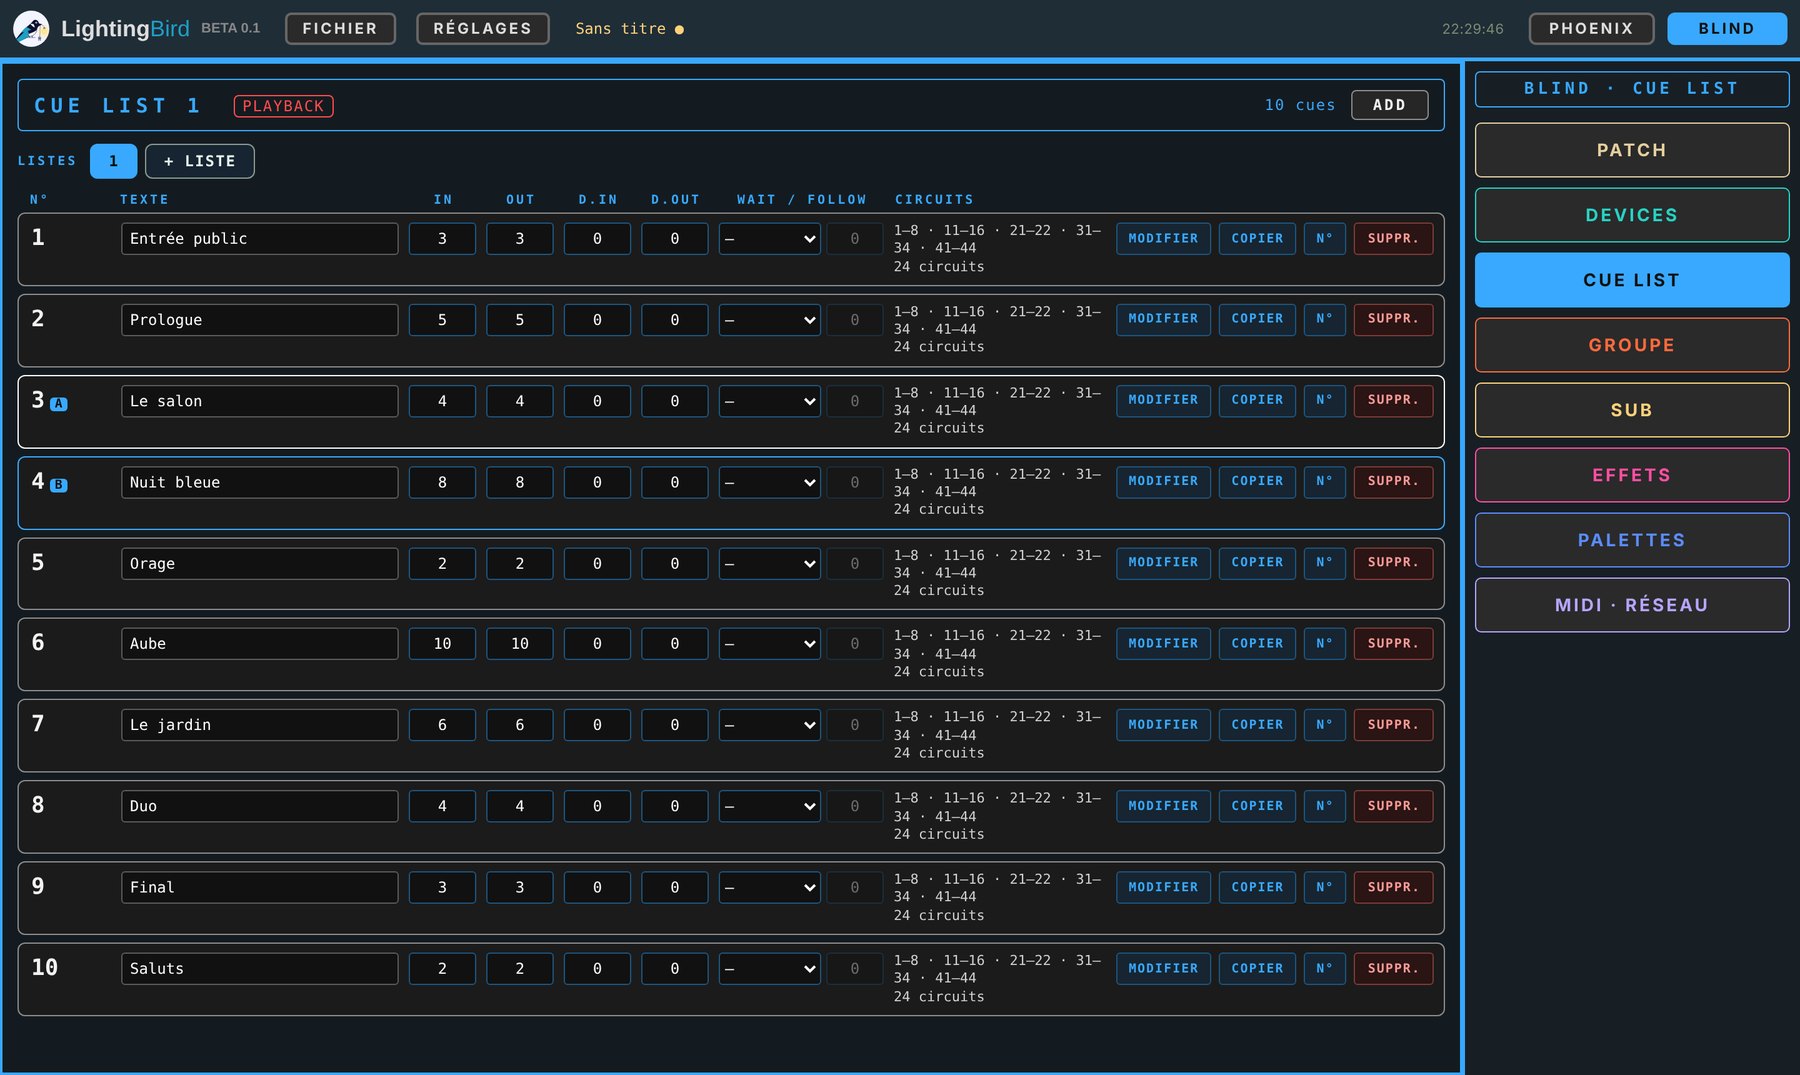 LightingBird BETA 0.1 FICHIER RÉGLAGES Sans titre 22:29:46 PHOENIX BLIND
CUE LIST 1 PLAYBACK 10 cues ADD
LISTES 1 + LISTE
N° TEXTE IN OUT D.IN D.OUT WAIT / FOLLOW CIRCUITS
1 Entrée public 3 3 0 0 — 0 1–8 · 11–16 · 21–22 · 31–
34 · 41–44
24 circuits
MODIFIER COPIER N° SUPPR.
2 Prologue 5 5 0 0 — 0 1–8 · 11–16 · 21–22 · 31–
34 · 41–44
24 circuits
MODIFIER COPIER N° SUPPR.
3 A Le salon 4 4 0 0 — 0 1–8 · 11–16 · 21–22 · 31–
34 · 41–44
24 circuits
MODIFIER COPIER N° SUPPR.
4 B Nuit bleue 8 8 0 0 — 0 1–8 · 11–16 · 21–22 · 31–
34 · 41–44
24 circuits
MODIFIER COPIER N° SUPPR.
5 Orage 2 2 0 0 — 0 1–8 · 11–16 · 21–22 · 31–
34 · 41–44
24 circuits
MODIFIER COPIER N° SUPPR.
6 Aube 10 10 0 0 — 0 1–8 · 11–16 · 21–22 · 31–
34 · 41–44
24 circuits
MODIFIER COPIER N° SUPPR.
7 Le jardin 6 6 0 0 — 0 1–8 · 11–16 · 21–22 · 31–
34 · 41–44
24 circuits
MODIFIER COPIER N° SUPPR.
8 Duo 4 4 0 0 — 0 1–8 · 11–16 · 21–22 · 31–
34 · 41–44
24 circuits
MODIFIER COPIER N° SUPPR.
9 Final 3 3 0 0 — 0 1–8 · 11–16 · 21–22 · 31–
34 · 41–44
24 circuits
MODIFIER COPIER N° SUPPR.
10 Saluts 2 2 0 0 — 0 1–8 · 11–16 · 21–22 · 31–
34 · 41–44
24 circuits
MODIFIER COPIER N° SUPPR.
BLIND · CUE LIST
PATCH
DEVICES
CUE LIST
GROUPE
SUB
EFFETS
PALETTES
MIDI · RÉSEAU